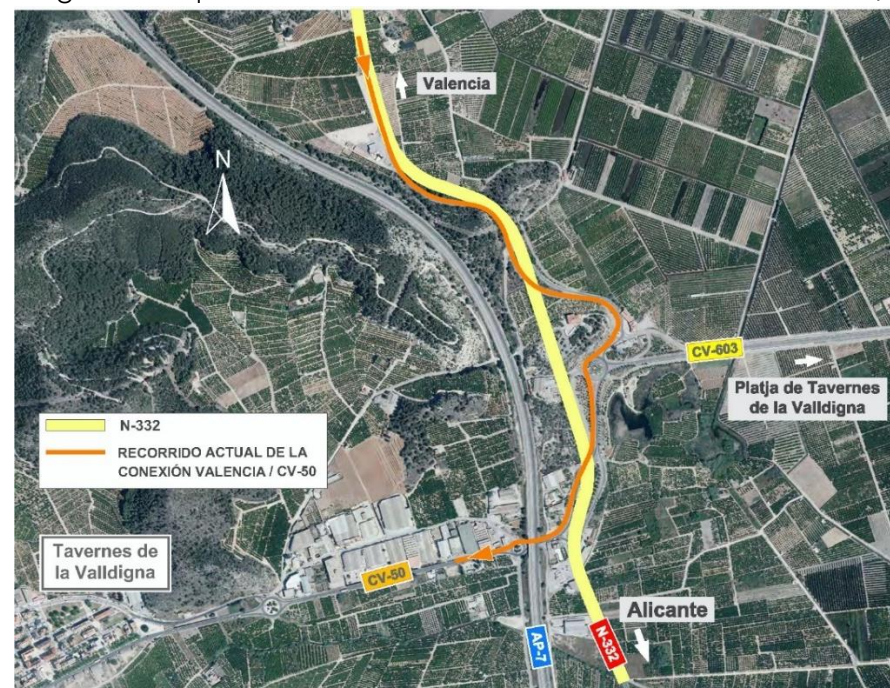 Valencia
N
CV-603
Platja de Tavernes
de la Valldigna
N-332
RECORRIDO ACTUAL DE LA
CONEXIÓN VALENCIA / CV-50
Tavernes de
la Valldigna
CV-50
Alicante
AP-7
N-332